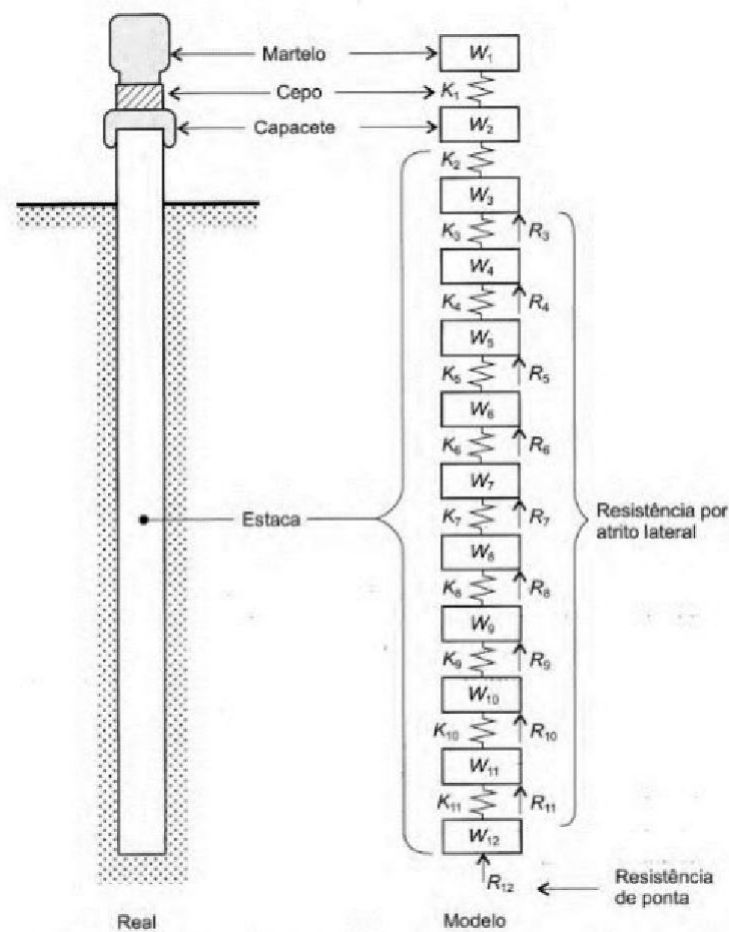 Martelo
W1
Cepo
K1
Capacete
W2
K2
W3
K3
R3
W4
K4
R4
W5
K5
R5
W6
K6
R6
W7
Estaca
K7
R7
Resistência por
atrito lateral
W8
K8
R8
W9
K9
R9
W10
K10
R10
W11
K11
R11
W12
R12
Resistência
de ponta
Real
Modelo